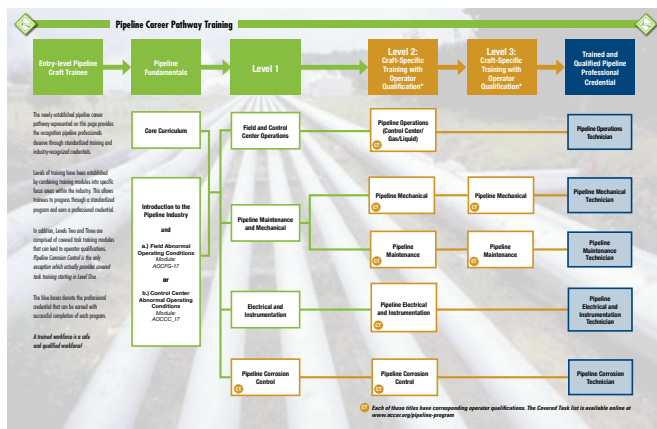 Pipeline Career Pathway Training
Entry-level Pipeline
Craft Trainee
Pipeline
Fundamentals
Level 1
Level 2:
Craft-Specific
Training with
Operator
Qualification*
Level 3:
Craft-Specific
Training with
Operator
Qualification*
Trained and
Qualified Pipeline
Professional
Credential
The newly established pipeline career
pathway represented on this page provides
the recognition pipeline professionals
deserve through standardized training and
industry-recognized credentials.
Levels of training have been established
by combining training modules into specific
focus areas within the industry. This allows
trainees to progress through a standardized
program and earn a professional credential.
In addition, Levels Two and Three are
comprised of covered task training modules
that can lead to operator qualifications.
Pipeline Corrosion Control is the only
exception which actually provides covered
task training starting in Level One.
The blue boxes denote the professional
credential that can be earned with
successful completion of each program.
A trained workforce is a safe
and qualified workforce!
Core Curriculum
Introduction to the
Pipeline Industry
and
a.) Field Abnormal
Operating Conditions
Module:
AOCFG-17
or
b.) Control Center
Abnormal Operating
Conditions
Module:
AOCCC_17
Field and Control
Center Operations
Pipeline Maintenance
and Mechanical
Electrical and
Instrumentation
Pipeline Corrosion
Control
CT
Pipeline Operations
(Control Center/
Gas/Liquid)
CT
Pipeline Mechanical
CT
Pipeline
Maintenance
CT
Pipeline Electrical
and Instrumentation
CT
Pipeline Corrosion
Control
CT
Pipeline Mechanical
CT
Pipeline
Maintenance
CT
Pipeline Operations
Technician
Pipeline Mechanical
Technician
Pipeline
Maintenance
Technician
Pipeline
Electrical and
Instrumentation
Technician
Pipeline Corrosion
Technician
CT Each of these titles have corresponding operator qualifications. The Covered Task list is available online at
www.nccer.org/pipeline-program